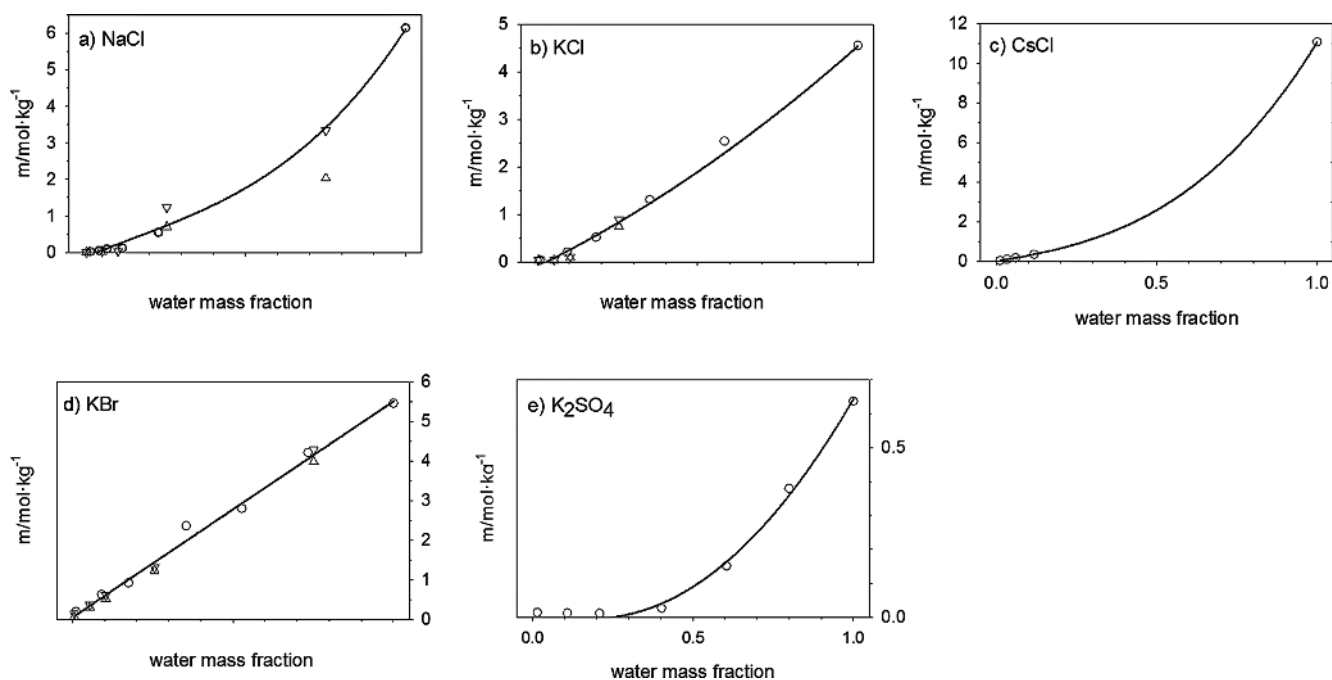 a) NaCl
6
5
4
3
2
1
0
m/mol·kg⁻¹
water mass fraction
b) KCl
5
4
3
2
1
0
m/mol·kg⁻¹
water mass fraction
c) CsCl
12
10
8
6
4
2
0
m/mol·kg⁻¹
0.0 0.5 1.0
water mass fraction
d) KBr
6
5
4
3
2
1
0
m/mol·kg⁻¹
water mass fraction
e) K₂SO₄
0.5
0.0
m/mol·kg⁻¹
0.0 0.5 1.0
water mass fraction